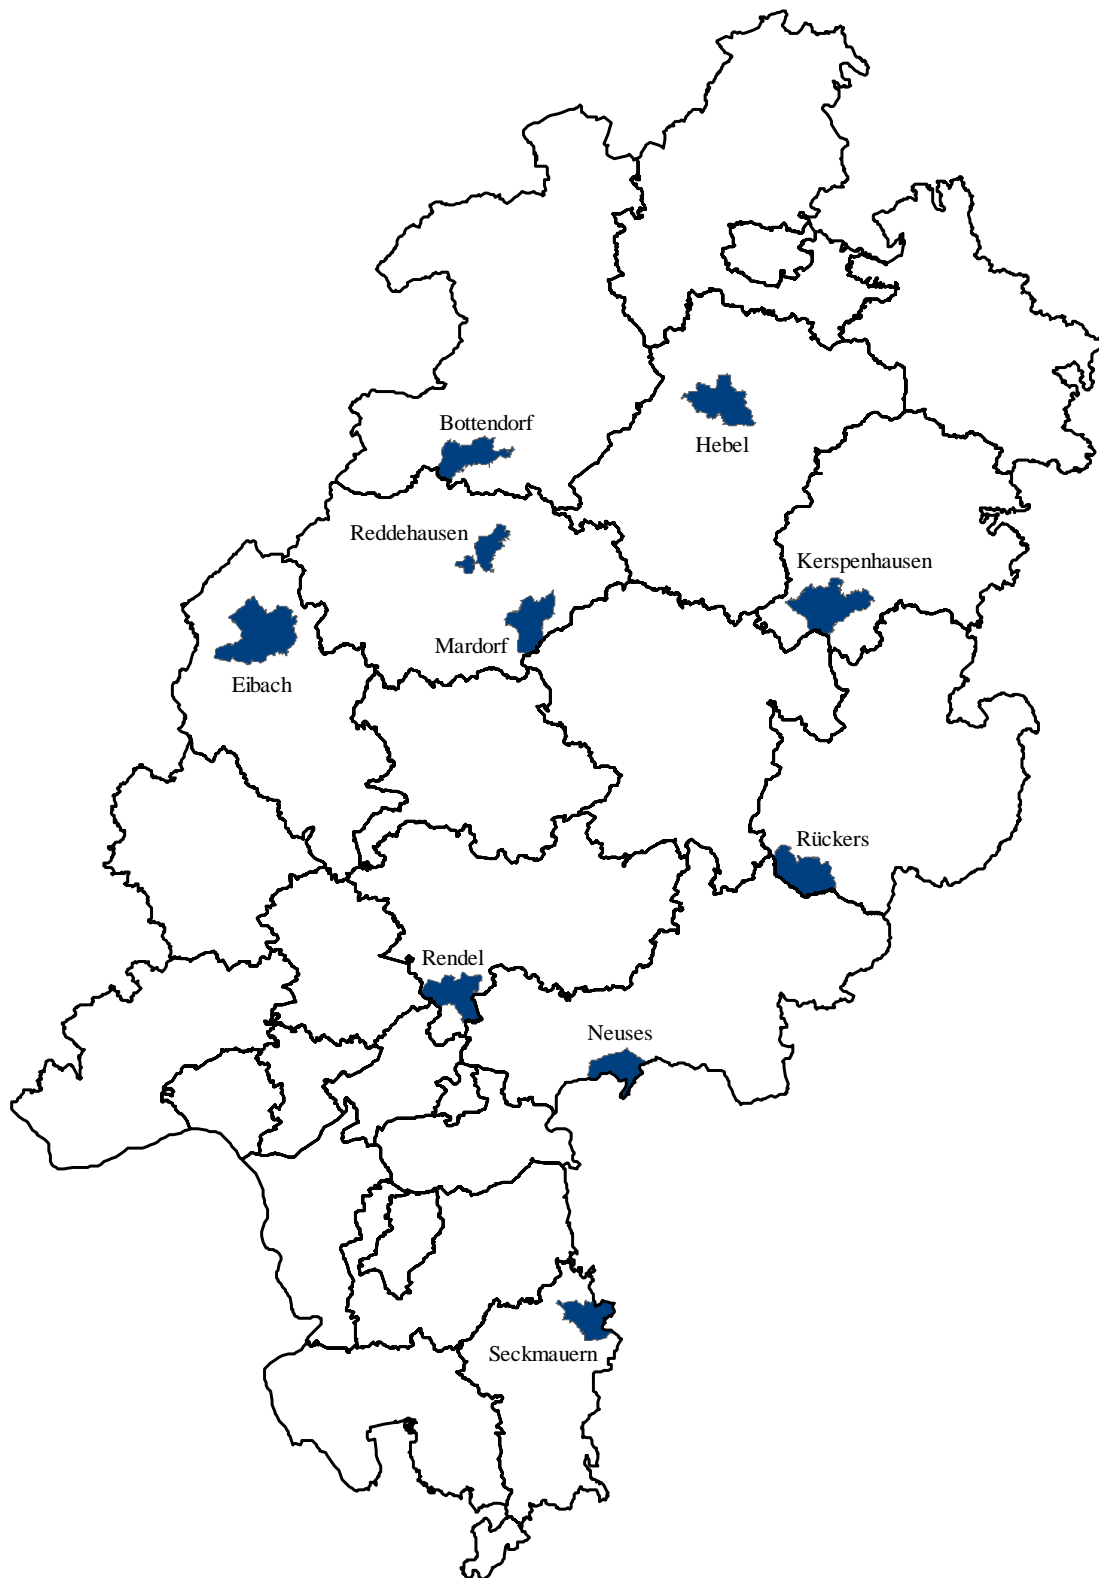 Bottendorf
Hebel
Reddehausen
Kerspenhausen
Mardorf
Eibach
Rückers
Rendel
Neuses
Seckmauern